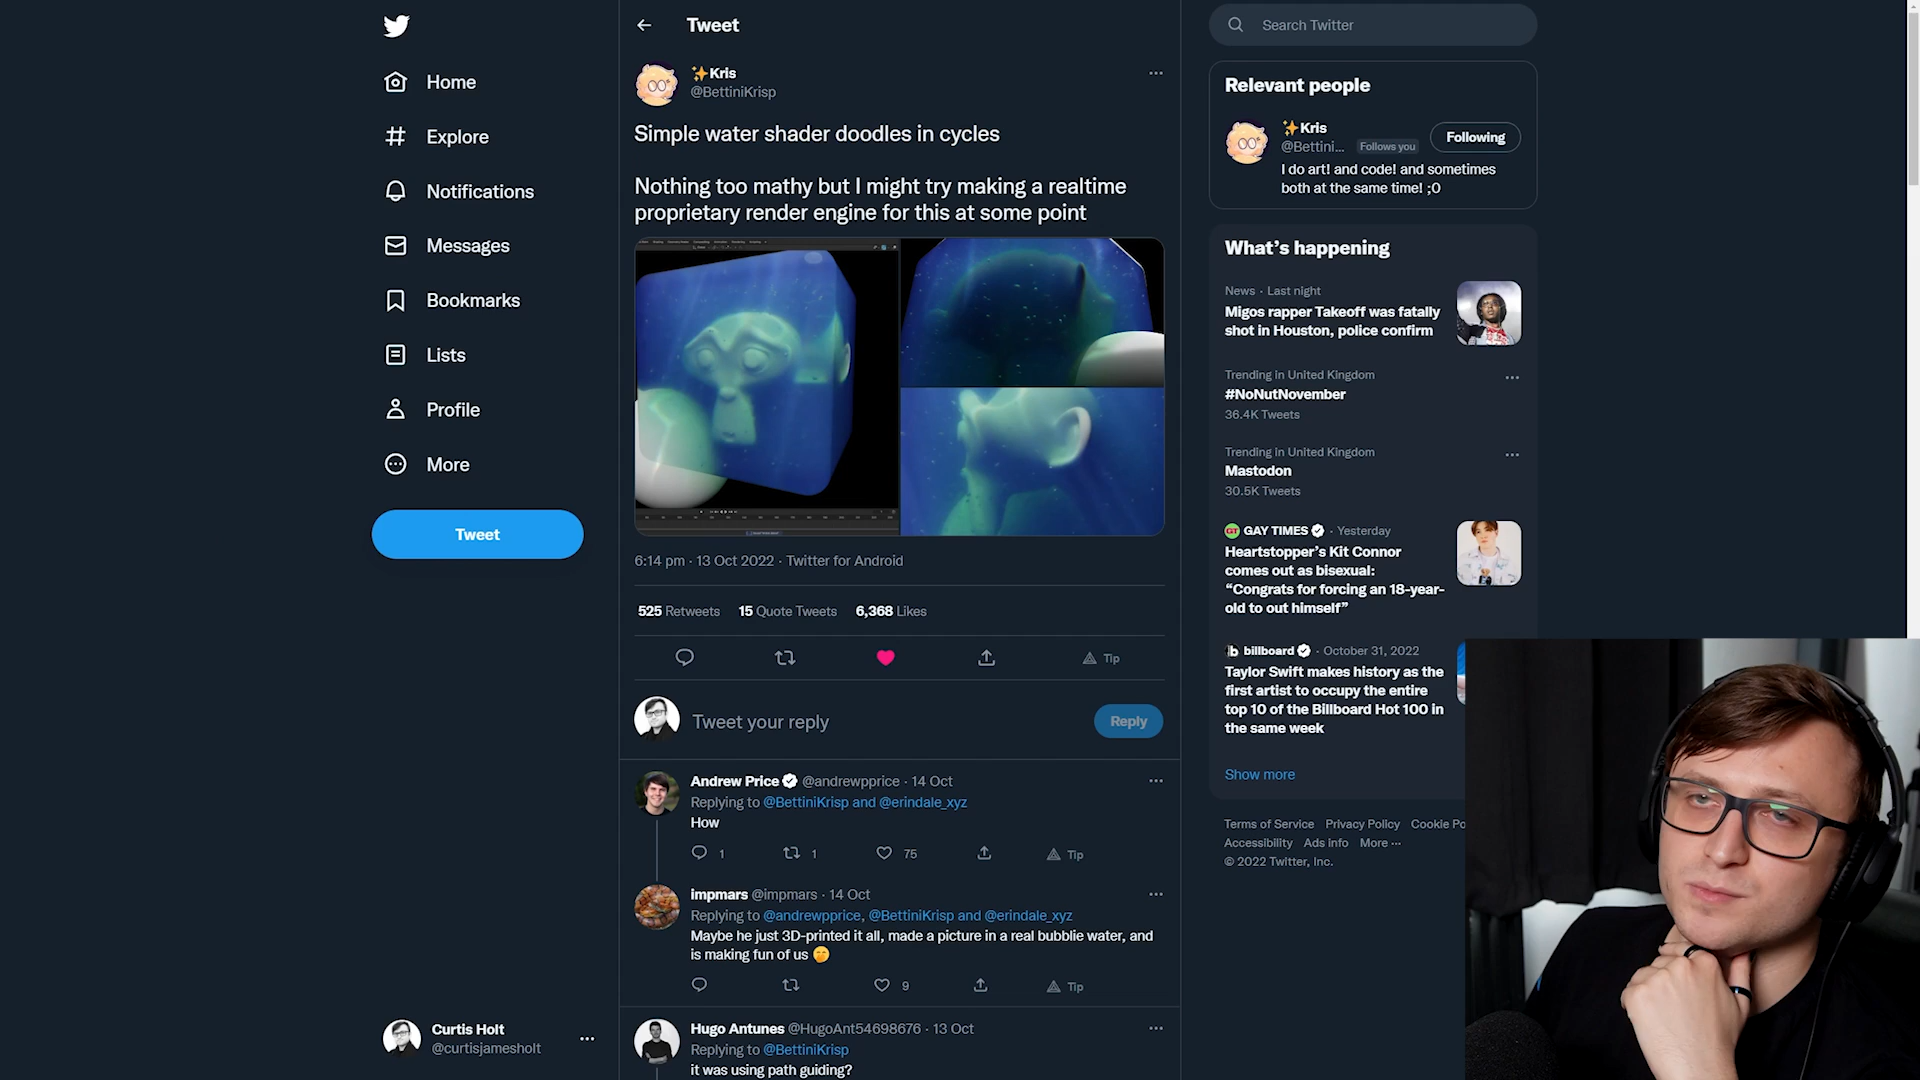 Home
Explore
Notifications
Messages
Bookmarks
Lists
Profile
More
Tweet
Curtis Holt
@curtisjamesholt
Tweet
✨Kris
@BettiniKrisp
Simple water shader doodles in cycles
Nothing too mathy but I might try making a realtime
proprietary render engine for this at some point
6:14 pm · 13 Oct 2022 · Twitter for Android
525 Retweets 15 Quote Tweets 6,368 Likes
Tip
Tweet your reply
Reply
Andrew Price @andrewpprice · 14 Oct
Replying to @BettiniKrisp and @erindale_xyz
How
1 1 75 Tip
impmars @impmars · 14 Oct
Replying to @andrewpprice, @BettiniKrisp and @erindale_xyz
Maybe he just 3D-printed it all, made a picture in a real bubblie water, and
is making fun of us 🤭
9 Tip
Hugo Antunes @HugoAnt54698676 · 13 Oct
Replying to @BettiniKrisp
it was using path guiding?
Search Twitter
Relevant people
✨Kris
@Bettini... Follows you
Following
I do art! and code! and sometimes
both at the same time! ;O
What's happening
News · Last night
Migos rapper Takeoff was fatally
shot in Houston, police confirm
Trending in United Kingdom
#NoNutNovember
36.4K Tweets
Trending in United Kingdom
Mastodon
30.5K Tweets
GAY TIMES · Yesterday
Heartstopper's Kit Connor
comes out as bisexual:
“Congrats for forcing an 18-year-
old to out himself”
billboard · October 31, 2022
Taylor Swift makes history as the
first artist to occupy the entire
top 10 of the Billboard Hot 100 in
the same week
Show more
Terms of Service Privacy Policy Cookie Po
Accessibility Ads info More ···
© 2022 Twitter, Inc.